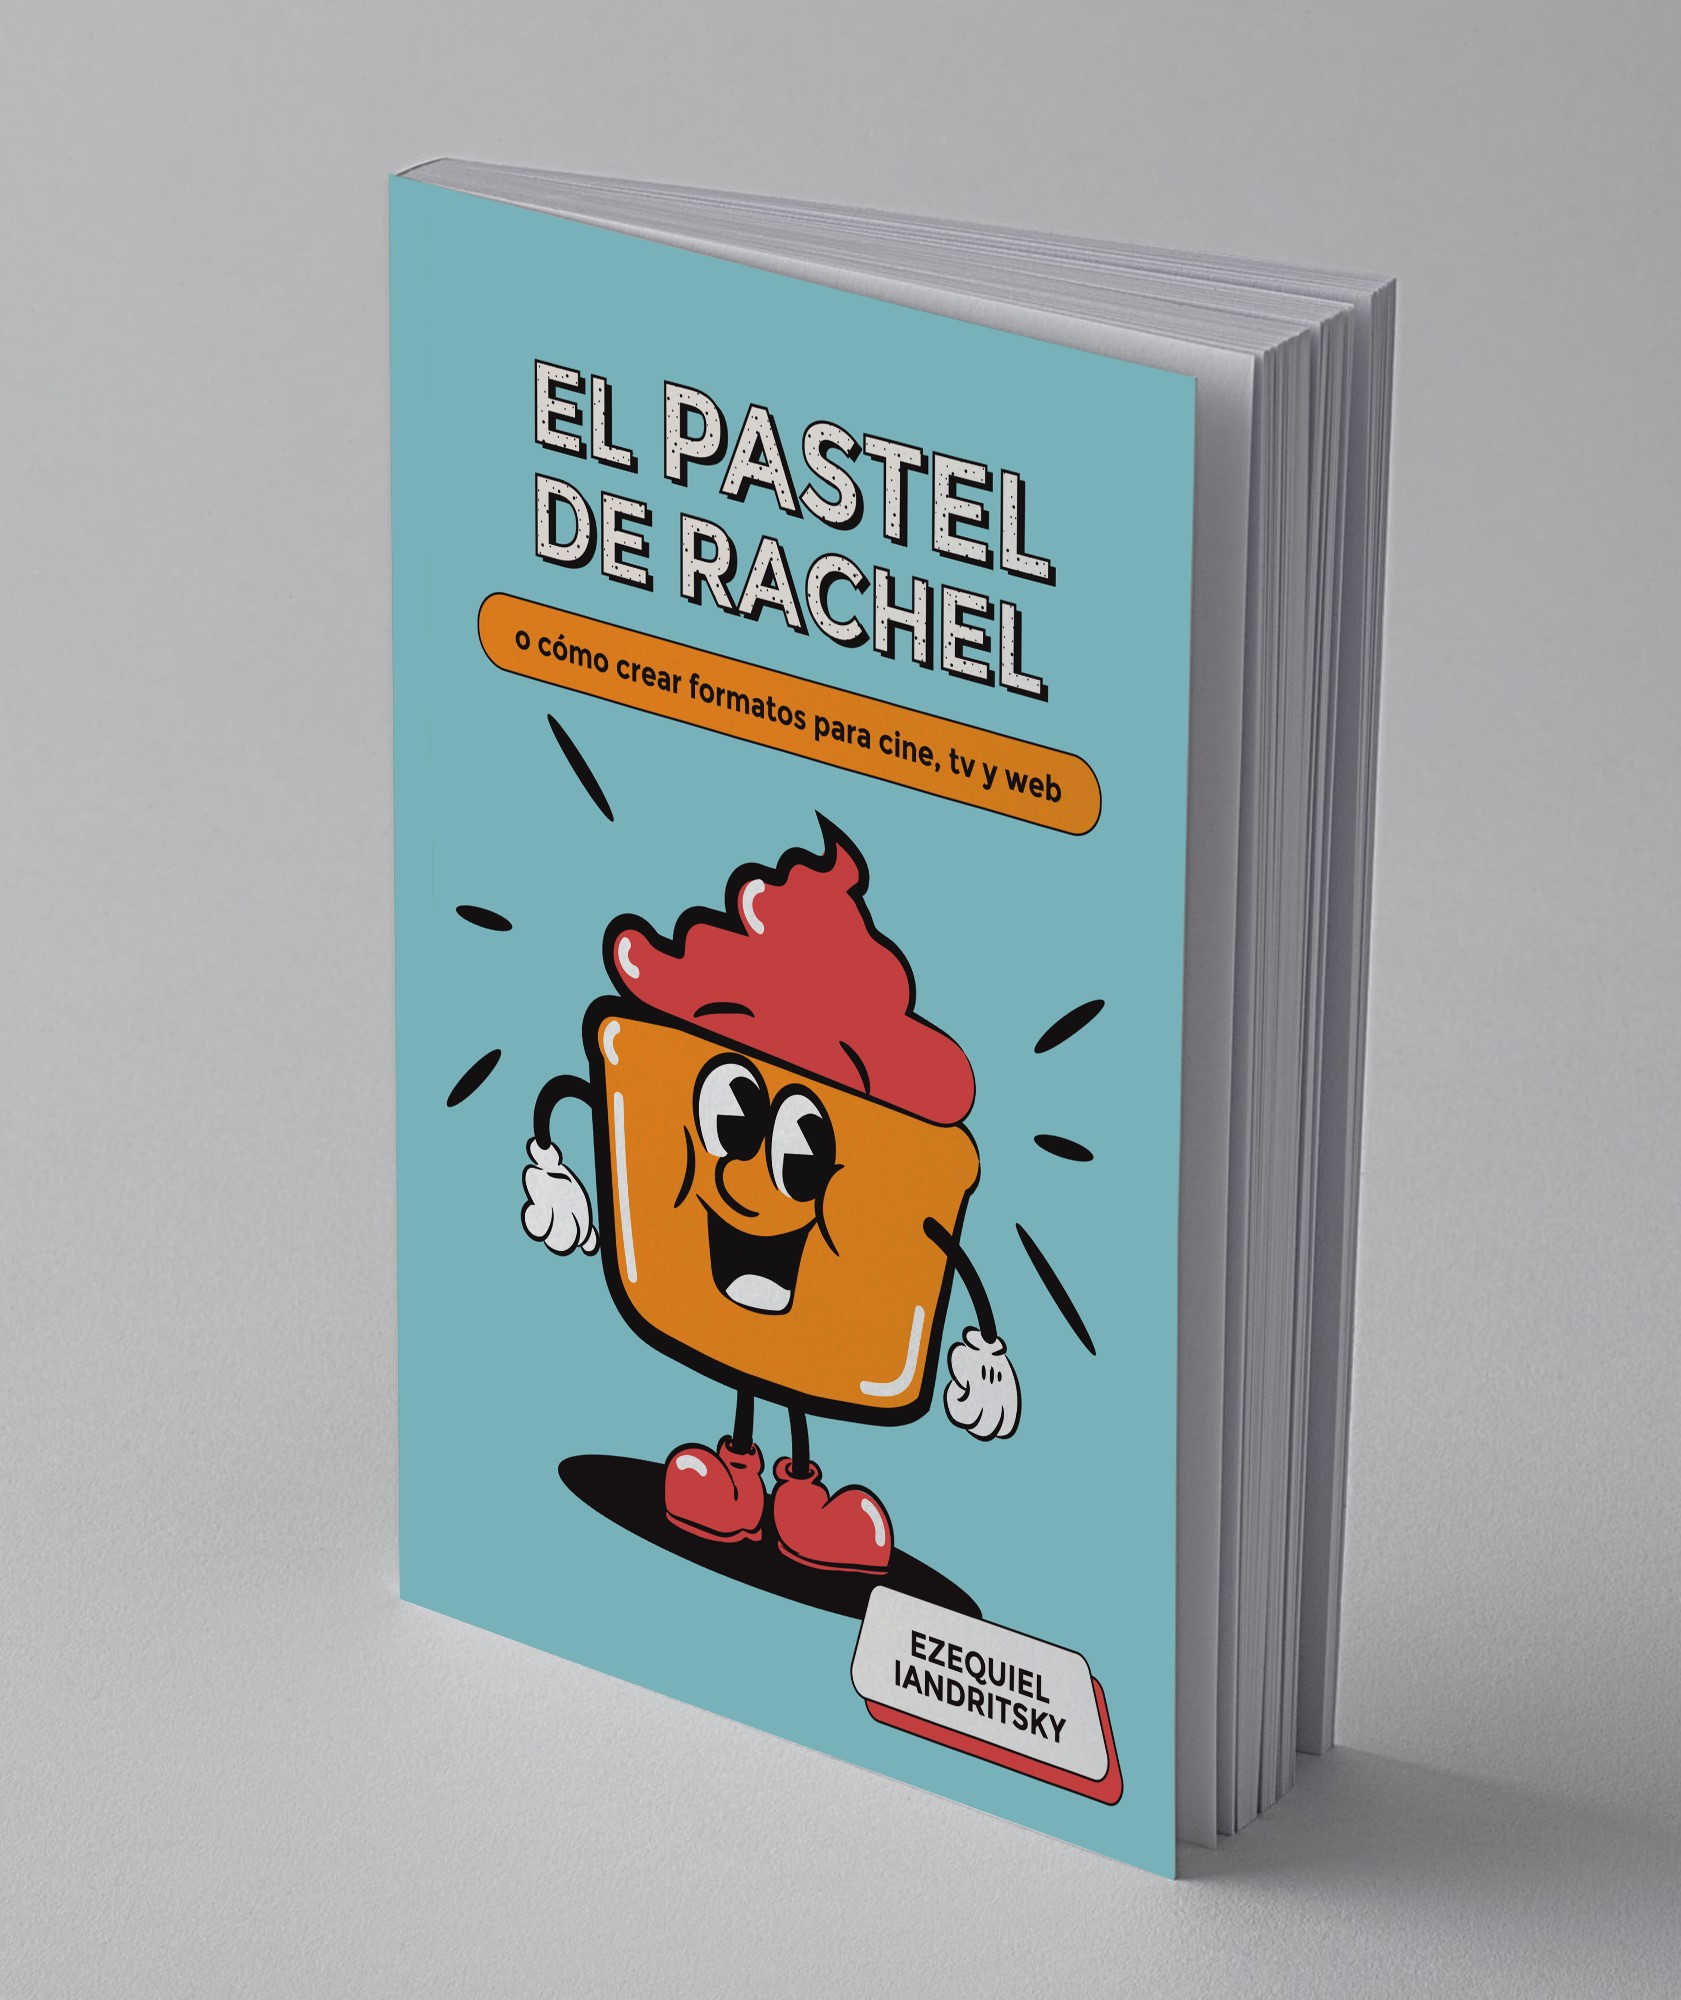 EL PASTEL
DE RACHEL
o cómo crear formatos para cine, tv y web
EZEQUIEL
IANDRITSKY